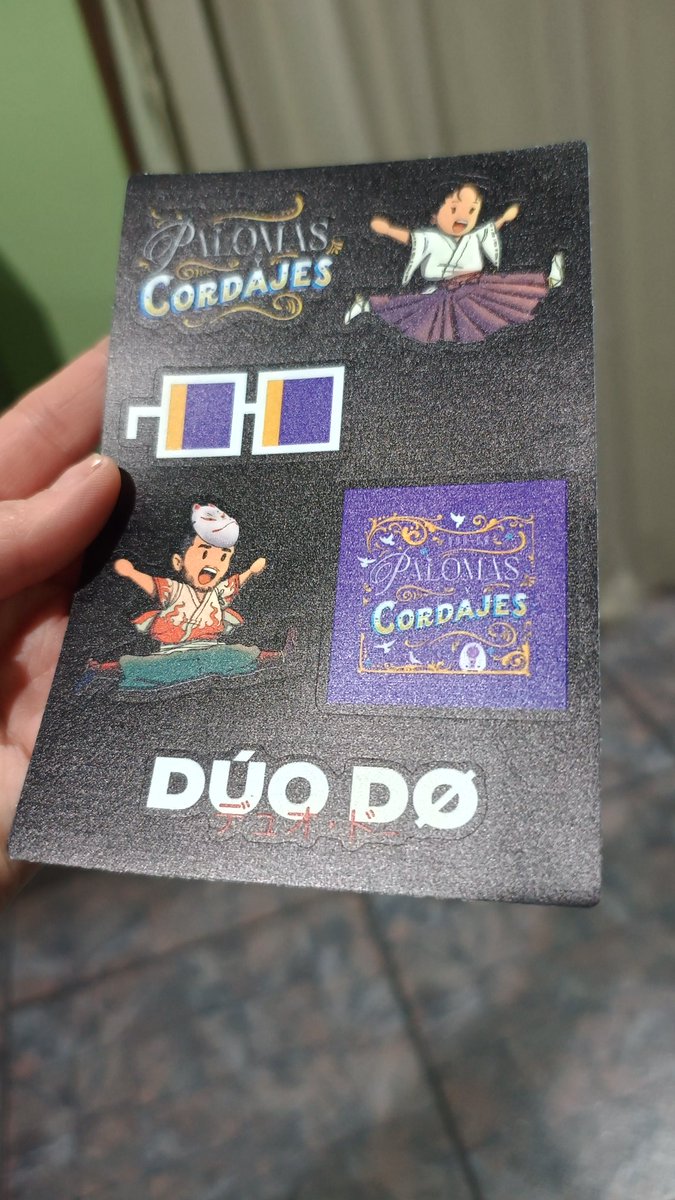 PALOMAS
&
CORDAJES
PALOMAS
CORDAJES
DÚO DØ
デュオ・ドー